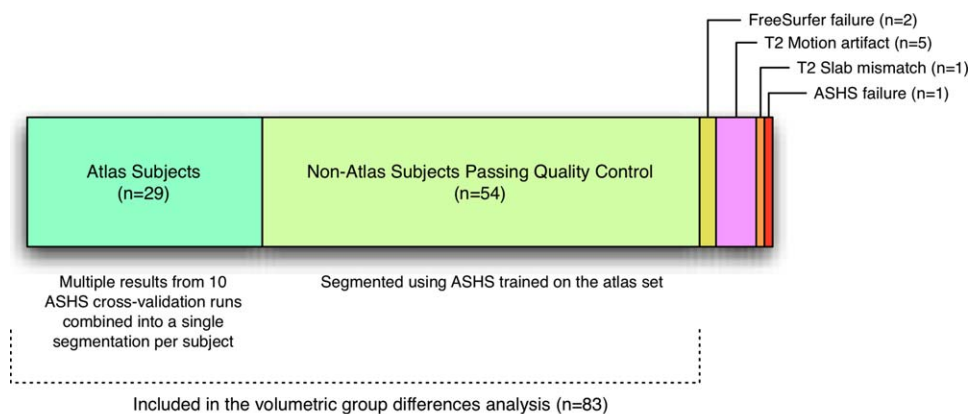 FreeSurfer failure (n=2)
T2 Motion artifact (n=5)
T2 Slab mismatch (n=1)
ASHS failure (n=1)
Atlas Subjects
(n=29)
Non-Atlas Subjects Passing Quality Control
(n=54)
Multiple results from 10
ASHS cross-validation runs
combined into a single
segmentation per subject
Segmented using ASHS trained on the atlas set
Included in the volumetric group differences analysis (n=83)